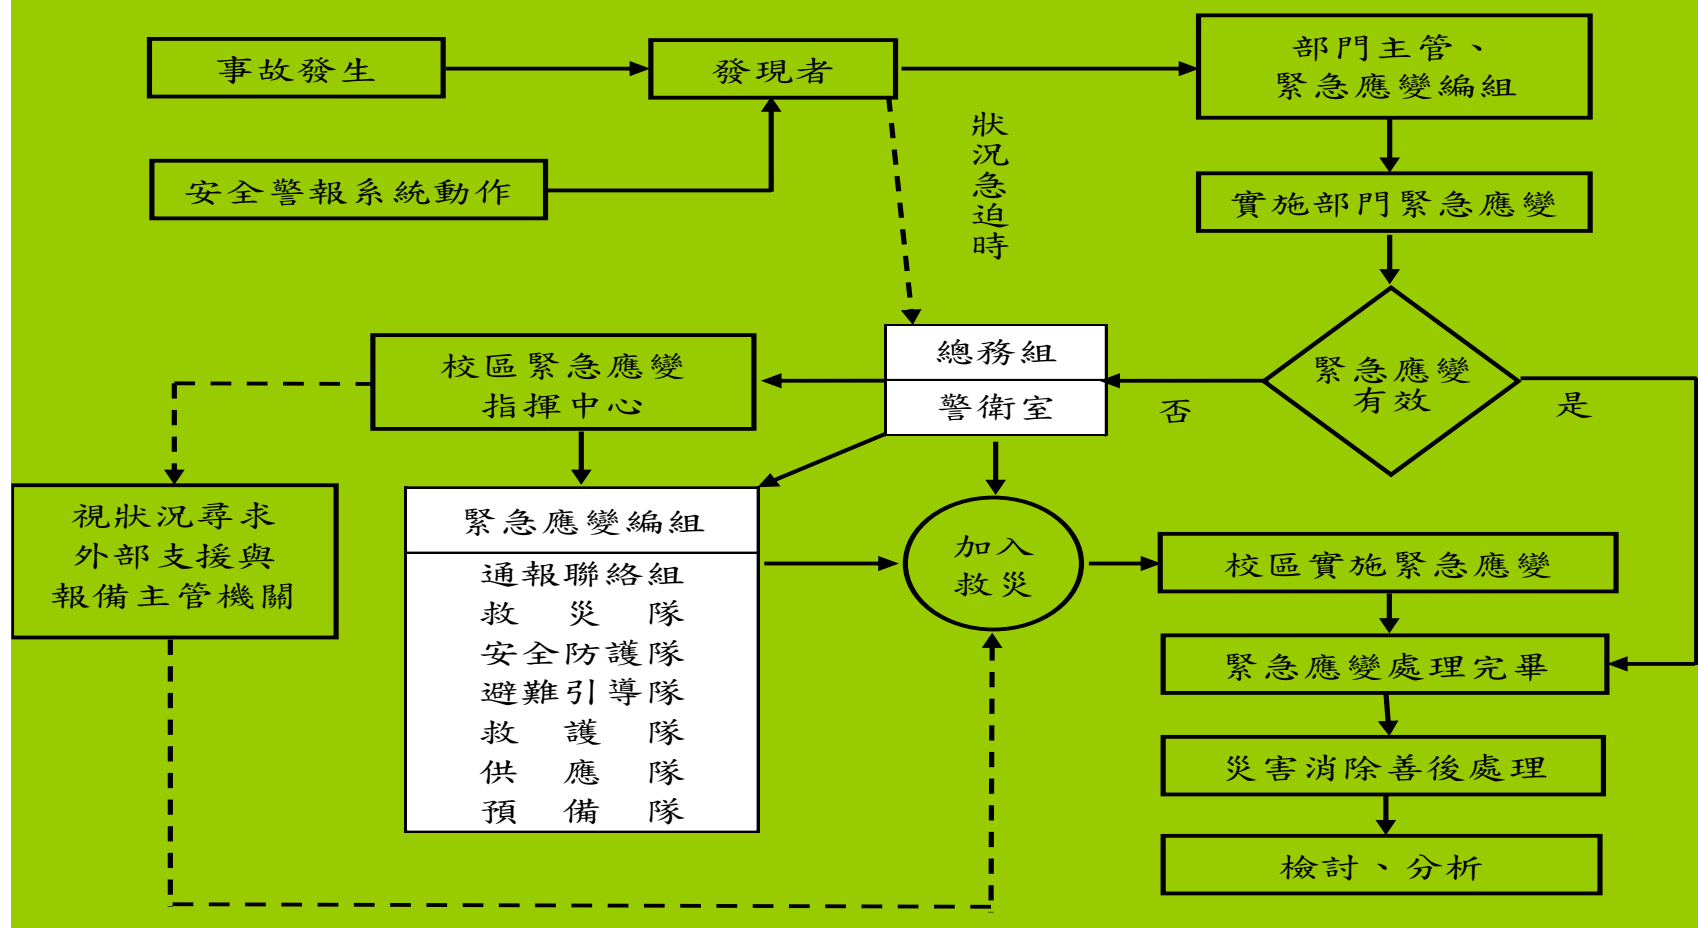 事故發生
發現者
部門主管、
緊急應變編組
狀況急迫時
安全警報系統動作
實施部門緊急應變
緊急應變
有效
是
否
總務組
警衛室
校區緊急應變
指揮中心
視狀況尋求
外部支援與
報備主管機關
緊急應變編組
通報聯絡組
救災隊
安全防護隊
避難引導隊
救護隊
供應隊
預備隊
加入
救災
校區實施緊急應變
緊急應變處理完畢
災害消除善後處理
檢討、分析